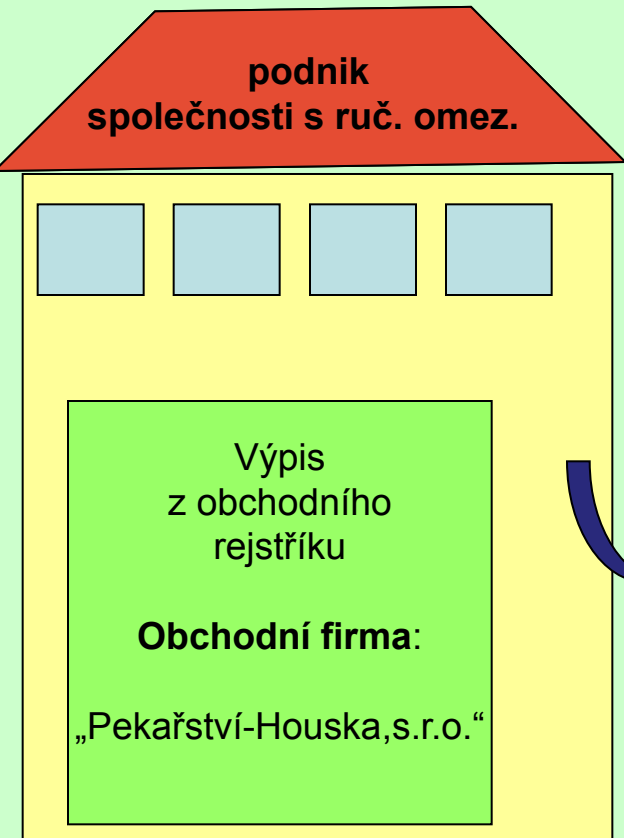 podnik
společnosti s ruč. omez.
Výpis
z obchodního
rejstříku
Obchodní firma:
„Pekařství-Houska,s.r.o.“